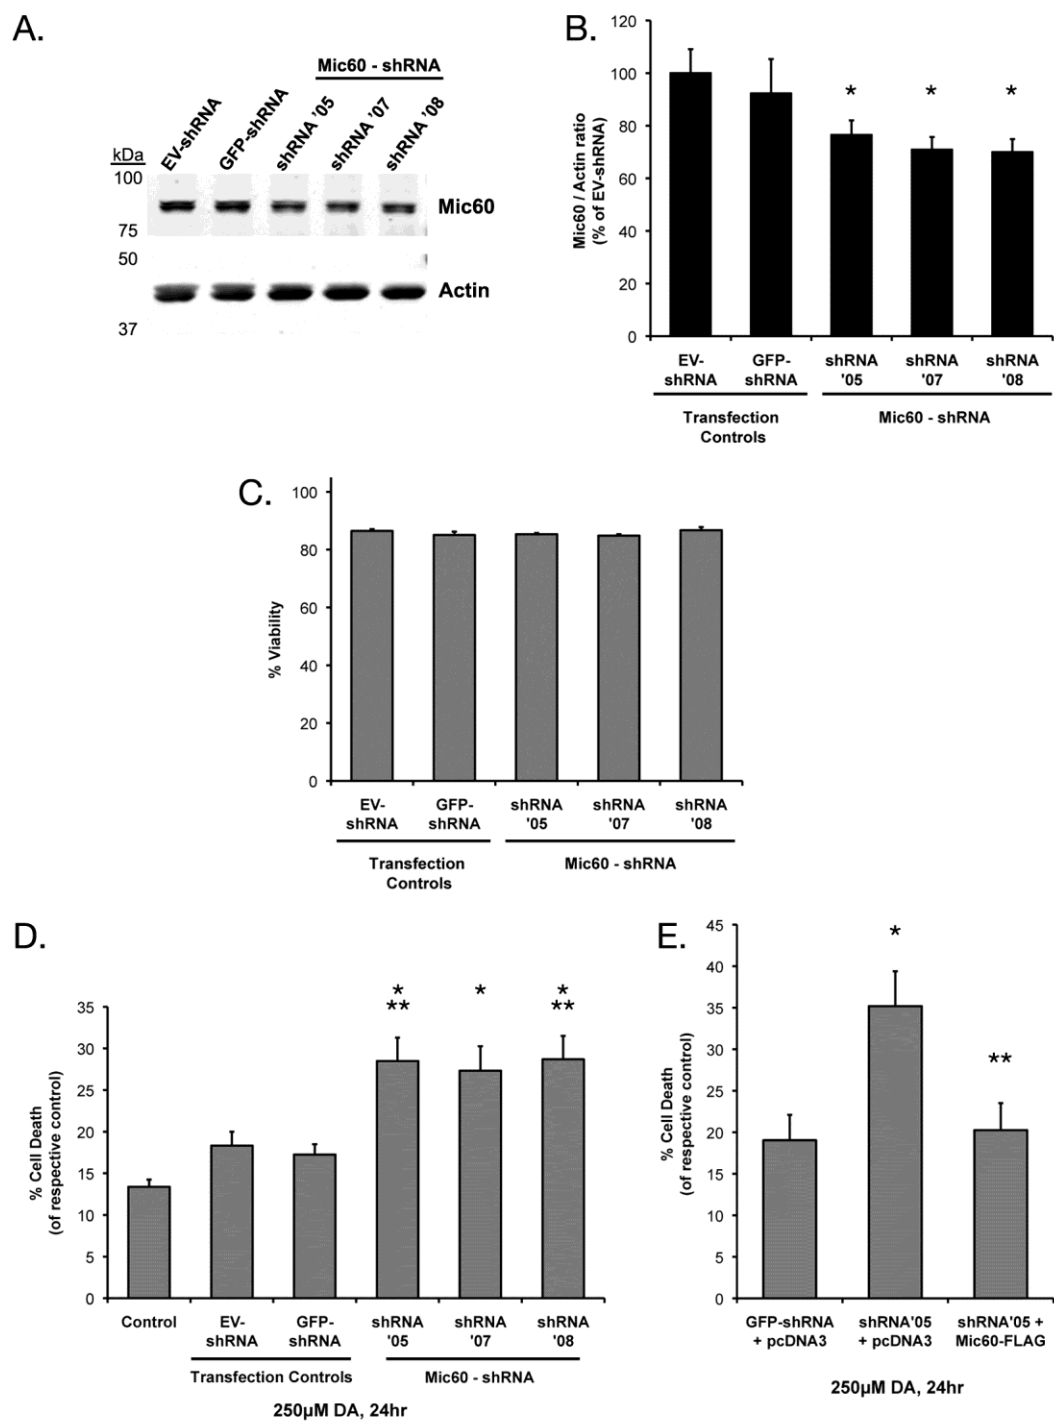 A.
Mic60 - shRNA
EV-shRNA
GFP-shRNA
shRNA '05
shRNA '07
shRNA '08
kDa
100
75
50
37
Mic60
Actin
B.
Mic60 / Actin ratio
(% of EV-shRNA)
120
100
80
60
40
20
0
* * *
EV-
shRNA
GFP-
shRNA
shRNA
'05
shRNA
'07
shRNA
'08
Transfection
Controls
Mic60 - shRNA
C.
% Viability
100
80
60
40
20
0
EV-
shRNA
GFP-
shRNA
shRNA
'05
shRNA
'07
shRNA
'08
Transfection
Controls
Mic60 - shRNA
D.
% Cell Death
(of respective control)
35
30
25
20
15
10
5
0
* * *
** **
Control
EV-
shRNA
GFP-
shRNA
shRNA
'05
shRNA
'07
shRNA
'08
Transfection Controls
Mic60 - shRNA
250µM DA, 24hr
E.
% Cell Death
(of respective control)
45
40
35
30
25
20
15
10
5
0
*
**
GFP-shRNA
+ pcDNA3
shRNA'05
+ pcDNA3
shRNA'05 +
Mic60-FLAG
250µM DA, 24hr